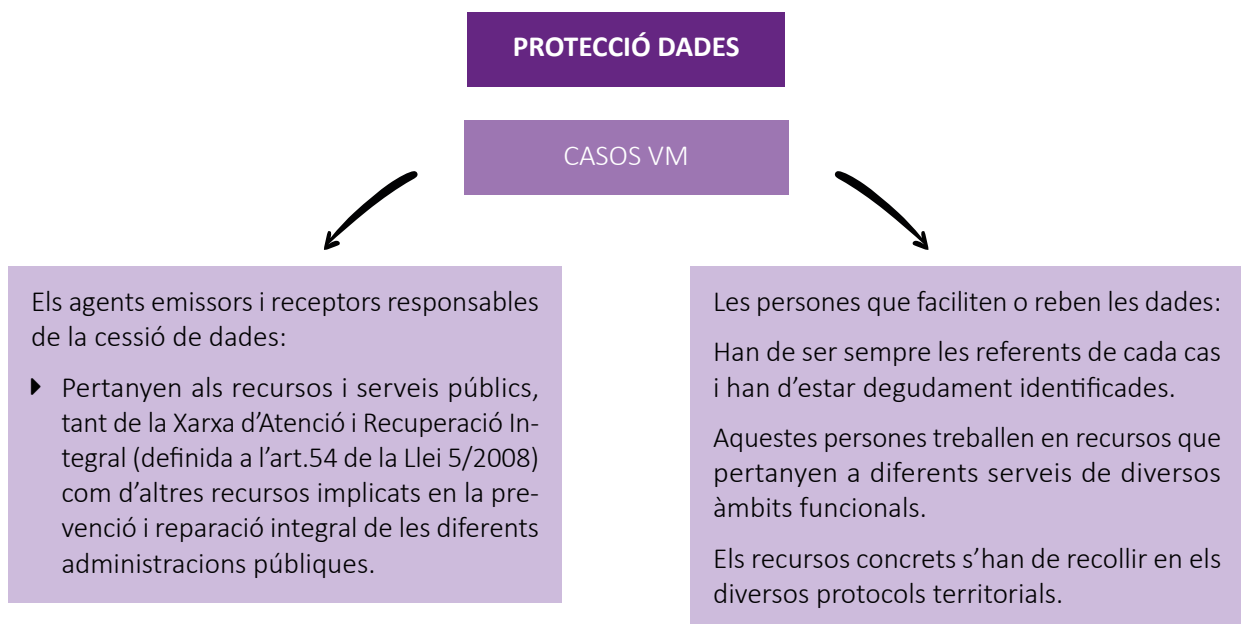 PROTECCIÓ DADES
CASOS VM
Els agents emissors i receptors responsables
de la cessió de dades:
Pertanyen als recursos i serveis públics,
tant de la Xarxa d’Atenció i Recuperació In-
tegral (definida a l’art.54 de la Llei 5/2008)
com d’altres recursos implicats en la pre-
venció i reparació integral de les diferents
administracions públiques.
Les persones que faciliten o reben les dades:
Han de ser sempre les referents de cada cas
i han d’estar degudament identificades.
Aquestes persones treballen en recursos que
pertanyen a diferents serveis de diversos
àmbits funcionals.
Els recursos concrets s’han de recollir en els
diversos protocols territorials.